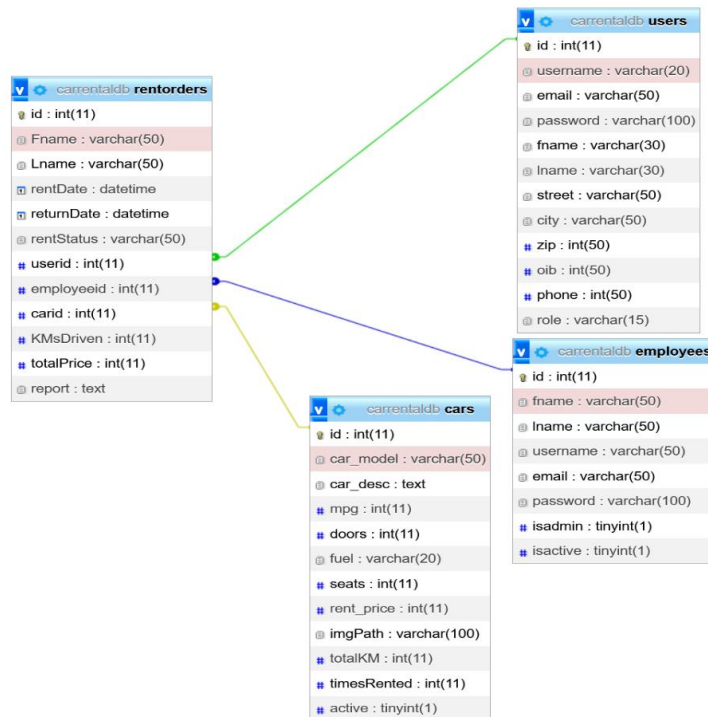 carrentaldb rentorders
id : int(11)
Fname : varchar(50)
Lname : varchar(50)
rentDate : datetime
returnDate : datetime
rentStatus : varchar(50)
userid : int(11)
employeeid : int(11)
carid : int(11)
KMsDriven : int(11)
totalPrice : int(11)
report : text
carrentaldb users
id : int(11)
username : varchar(20)
email : varchar(50)
password : varchar(100)
fname : varchar(30)
lname : varchar(30)
street : varchar(50)
city : varchar(50)
zip : int(50)
oib : int(50)
phone : int(50)
role : varchar(15)
carrentaldb employees
id : int(11)
fname : varchar(50)
lname : varchar(50)
username : varchar(50)
email : varchar(50)
password : varchar(100)
isadmin : tinyint(1)
isactive : tinyint(1)
carrentaldb cars
id : int(11)
car_model : varchar(50)
car_desc : text
mpg : int(11)
doors : int(11)
fuel : varchar(20)
seats : int(11)
rent_price : int(11)
imgPath : varchar(100)
totalKM : int(11)
timesRented : int(11)
active : tinyint(1)